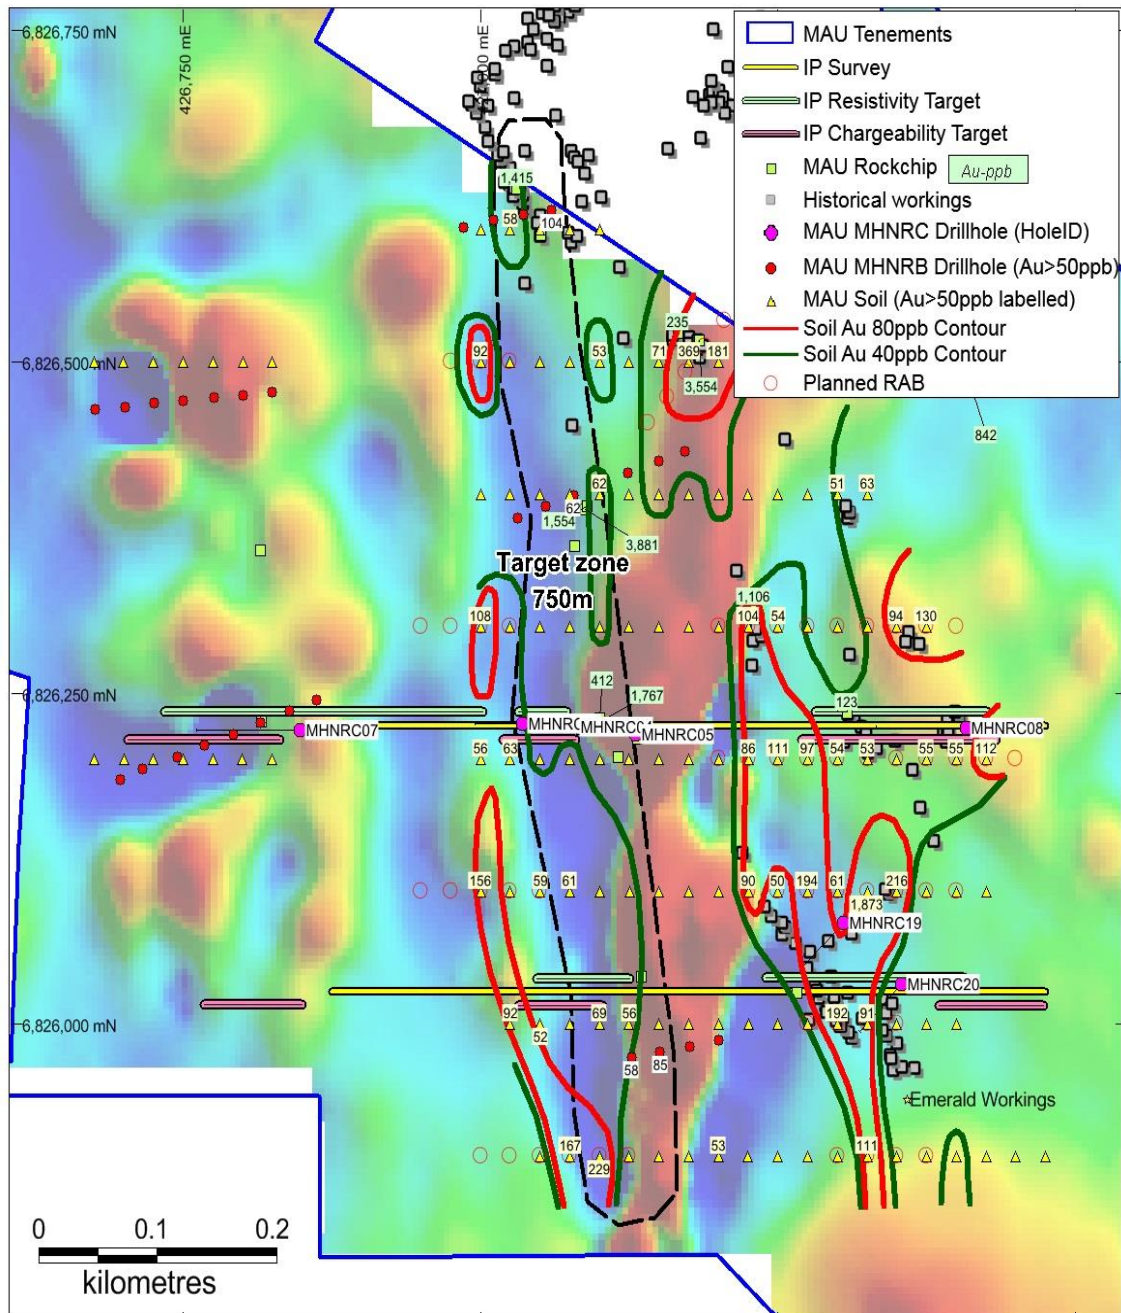 6,826,750 mN
426,750 mE
mE
MAU Tenements
IP Survey
IP Resistivity Target
IP Chargeability Target
MAU Rockchip
Au-ppb
Historical workings
MAU MHNRC Drillhole (HoleID)
MAU MHNRB Drillhole (Au>50ppb)
MAU Soil (Au>50ppb labelled)
Soil Au 80ppb Contour
Soil Au 40ppb Contour
Planned RAB
1,415
58
104
235
6,826,500 mN
92
53
71
369
181
3,554
842
62
51
63
62
1,554
3,881
Target zone
750m
1,106
108
104
54
94
130
6,826,250 mN
412
1,767
123
MHNRC07
MHNRC04
MHNRC05
MHNRC08
56
63
86
111
97
54
53
55
55
112
156
59
61
90
50
194
61
216
1,873
MHNRC19
MHNRC20
6,826,000 mN
92
69
56
192
91
52
58
85
Emerald Workings
167
53
111
229
0
0.1
0.2
kilometres